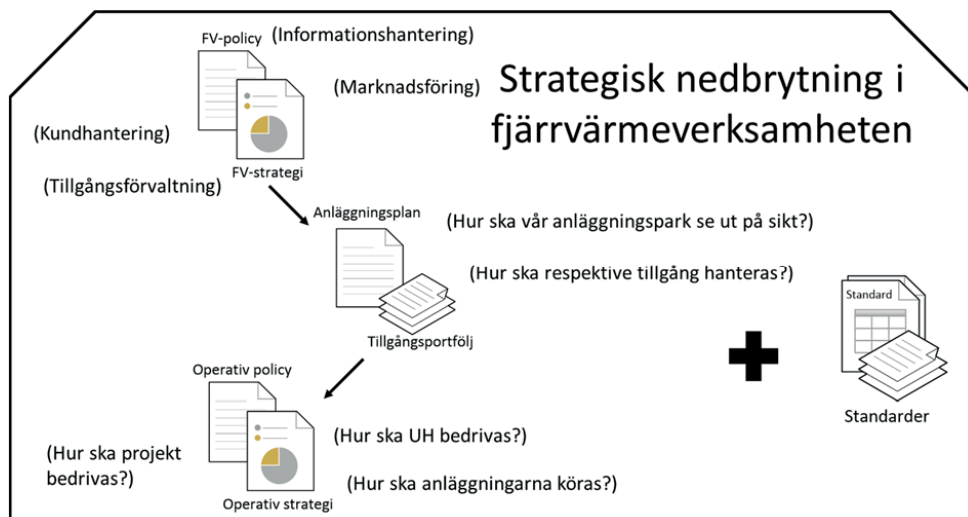 FV-policy
(Informationshantering)
(Marknadsföring)
Strategisk nedbrytning i
fjärrvärmeverksamheten
(Kundhantering)
FV-strategi
(Tillgångsförvaltning)
Anläggningsplan
(Hur ska vår anläggningspark se ut på sikt?)
(Hur ska respektive tillgång hanteras?)
Tillgångsportfölj
Standard
Standarder
Operativ policy
(Hur ska UH bedrivas?)
(Hur ska projekt
bedrivas?)
(Hur ska anläggningarna köras?)
Operativ strategi